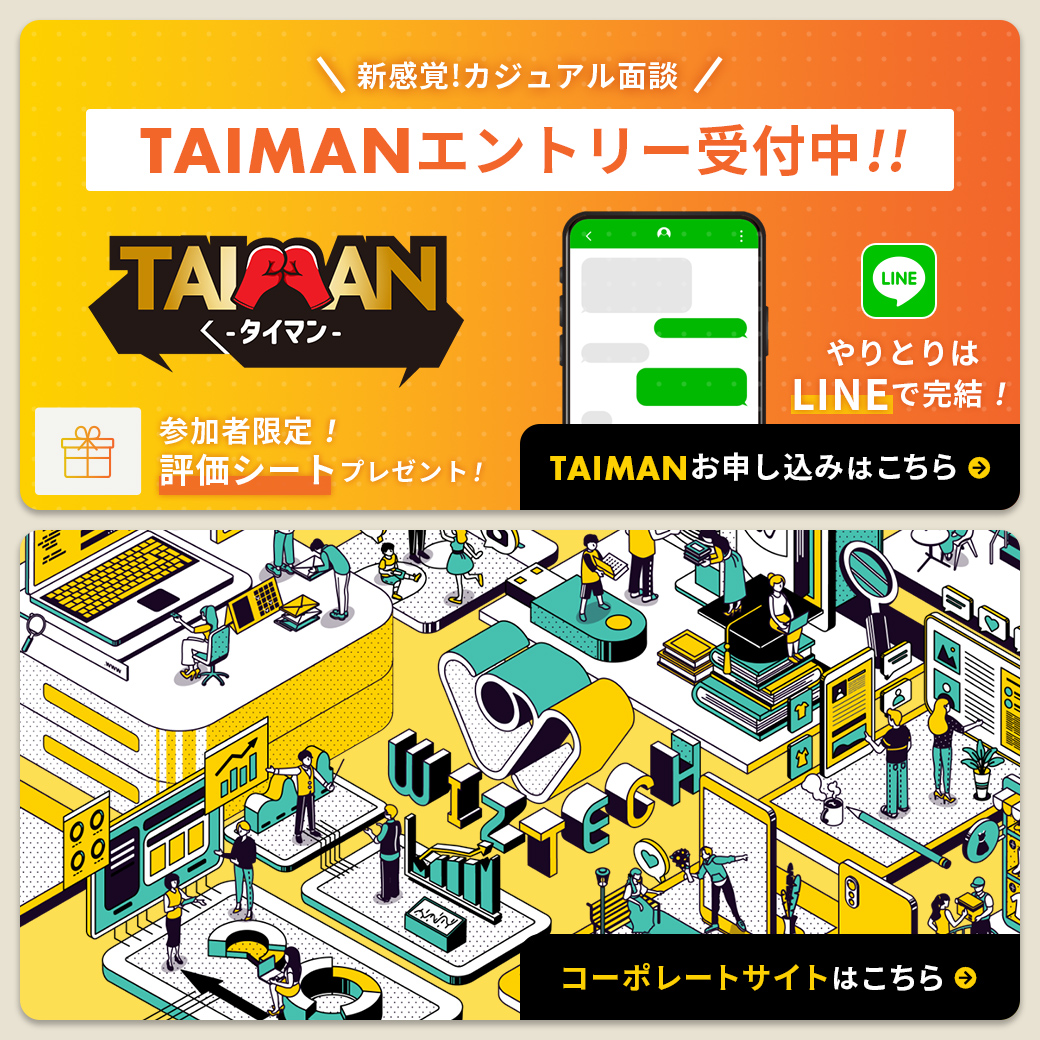 新感覚!カジュアル面談
TAIMANエントリー受付中!!
TAIMAN
-タイマン-
LINE
やりとりは
LINEで完結!
参加者限定!
評価シートプレゼント!
TAIMANお申し込みはこちら
www
WIZTECH
コーポレートサイトはこちら